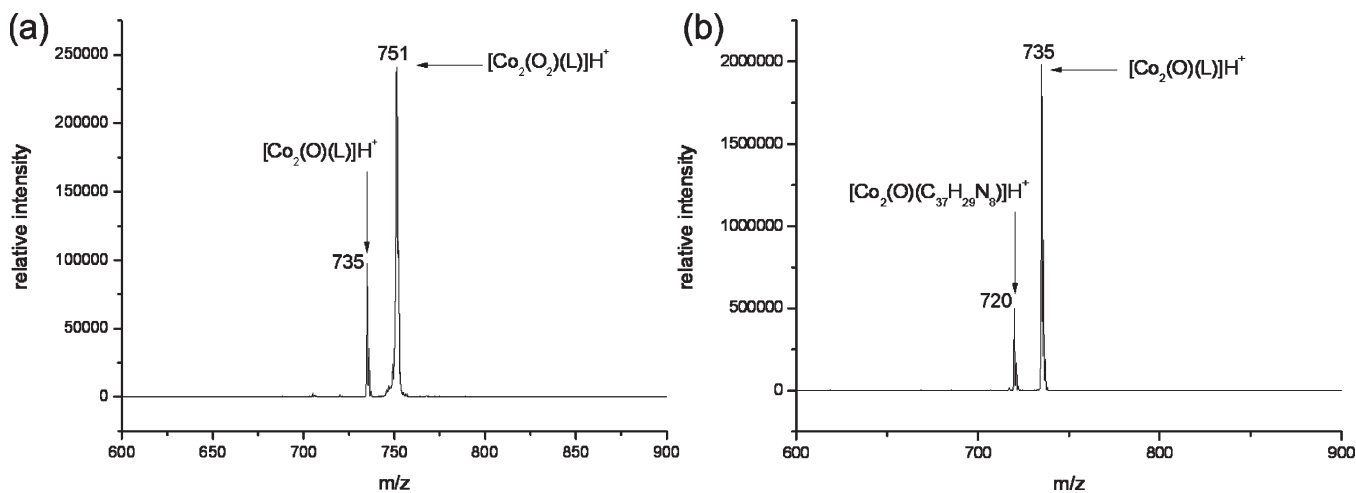 (a)
250000
200000
150000
100000
50000
0
relative intensity
751
[Co₂(O₂)(L)]H⁺
[Co₂(O)(L)]H⁺
735
600 650 700 750 800 850 900
m/z
(b)
2000000
1500000
1000000
500000
0
relative intensity
735
[Co₂(O)(L)]H⁺
[Co₂(O)(C₃₇H₂₉N₈)]H⁺
720
600 700 800 900
m/z